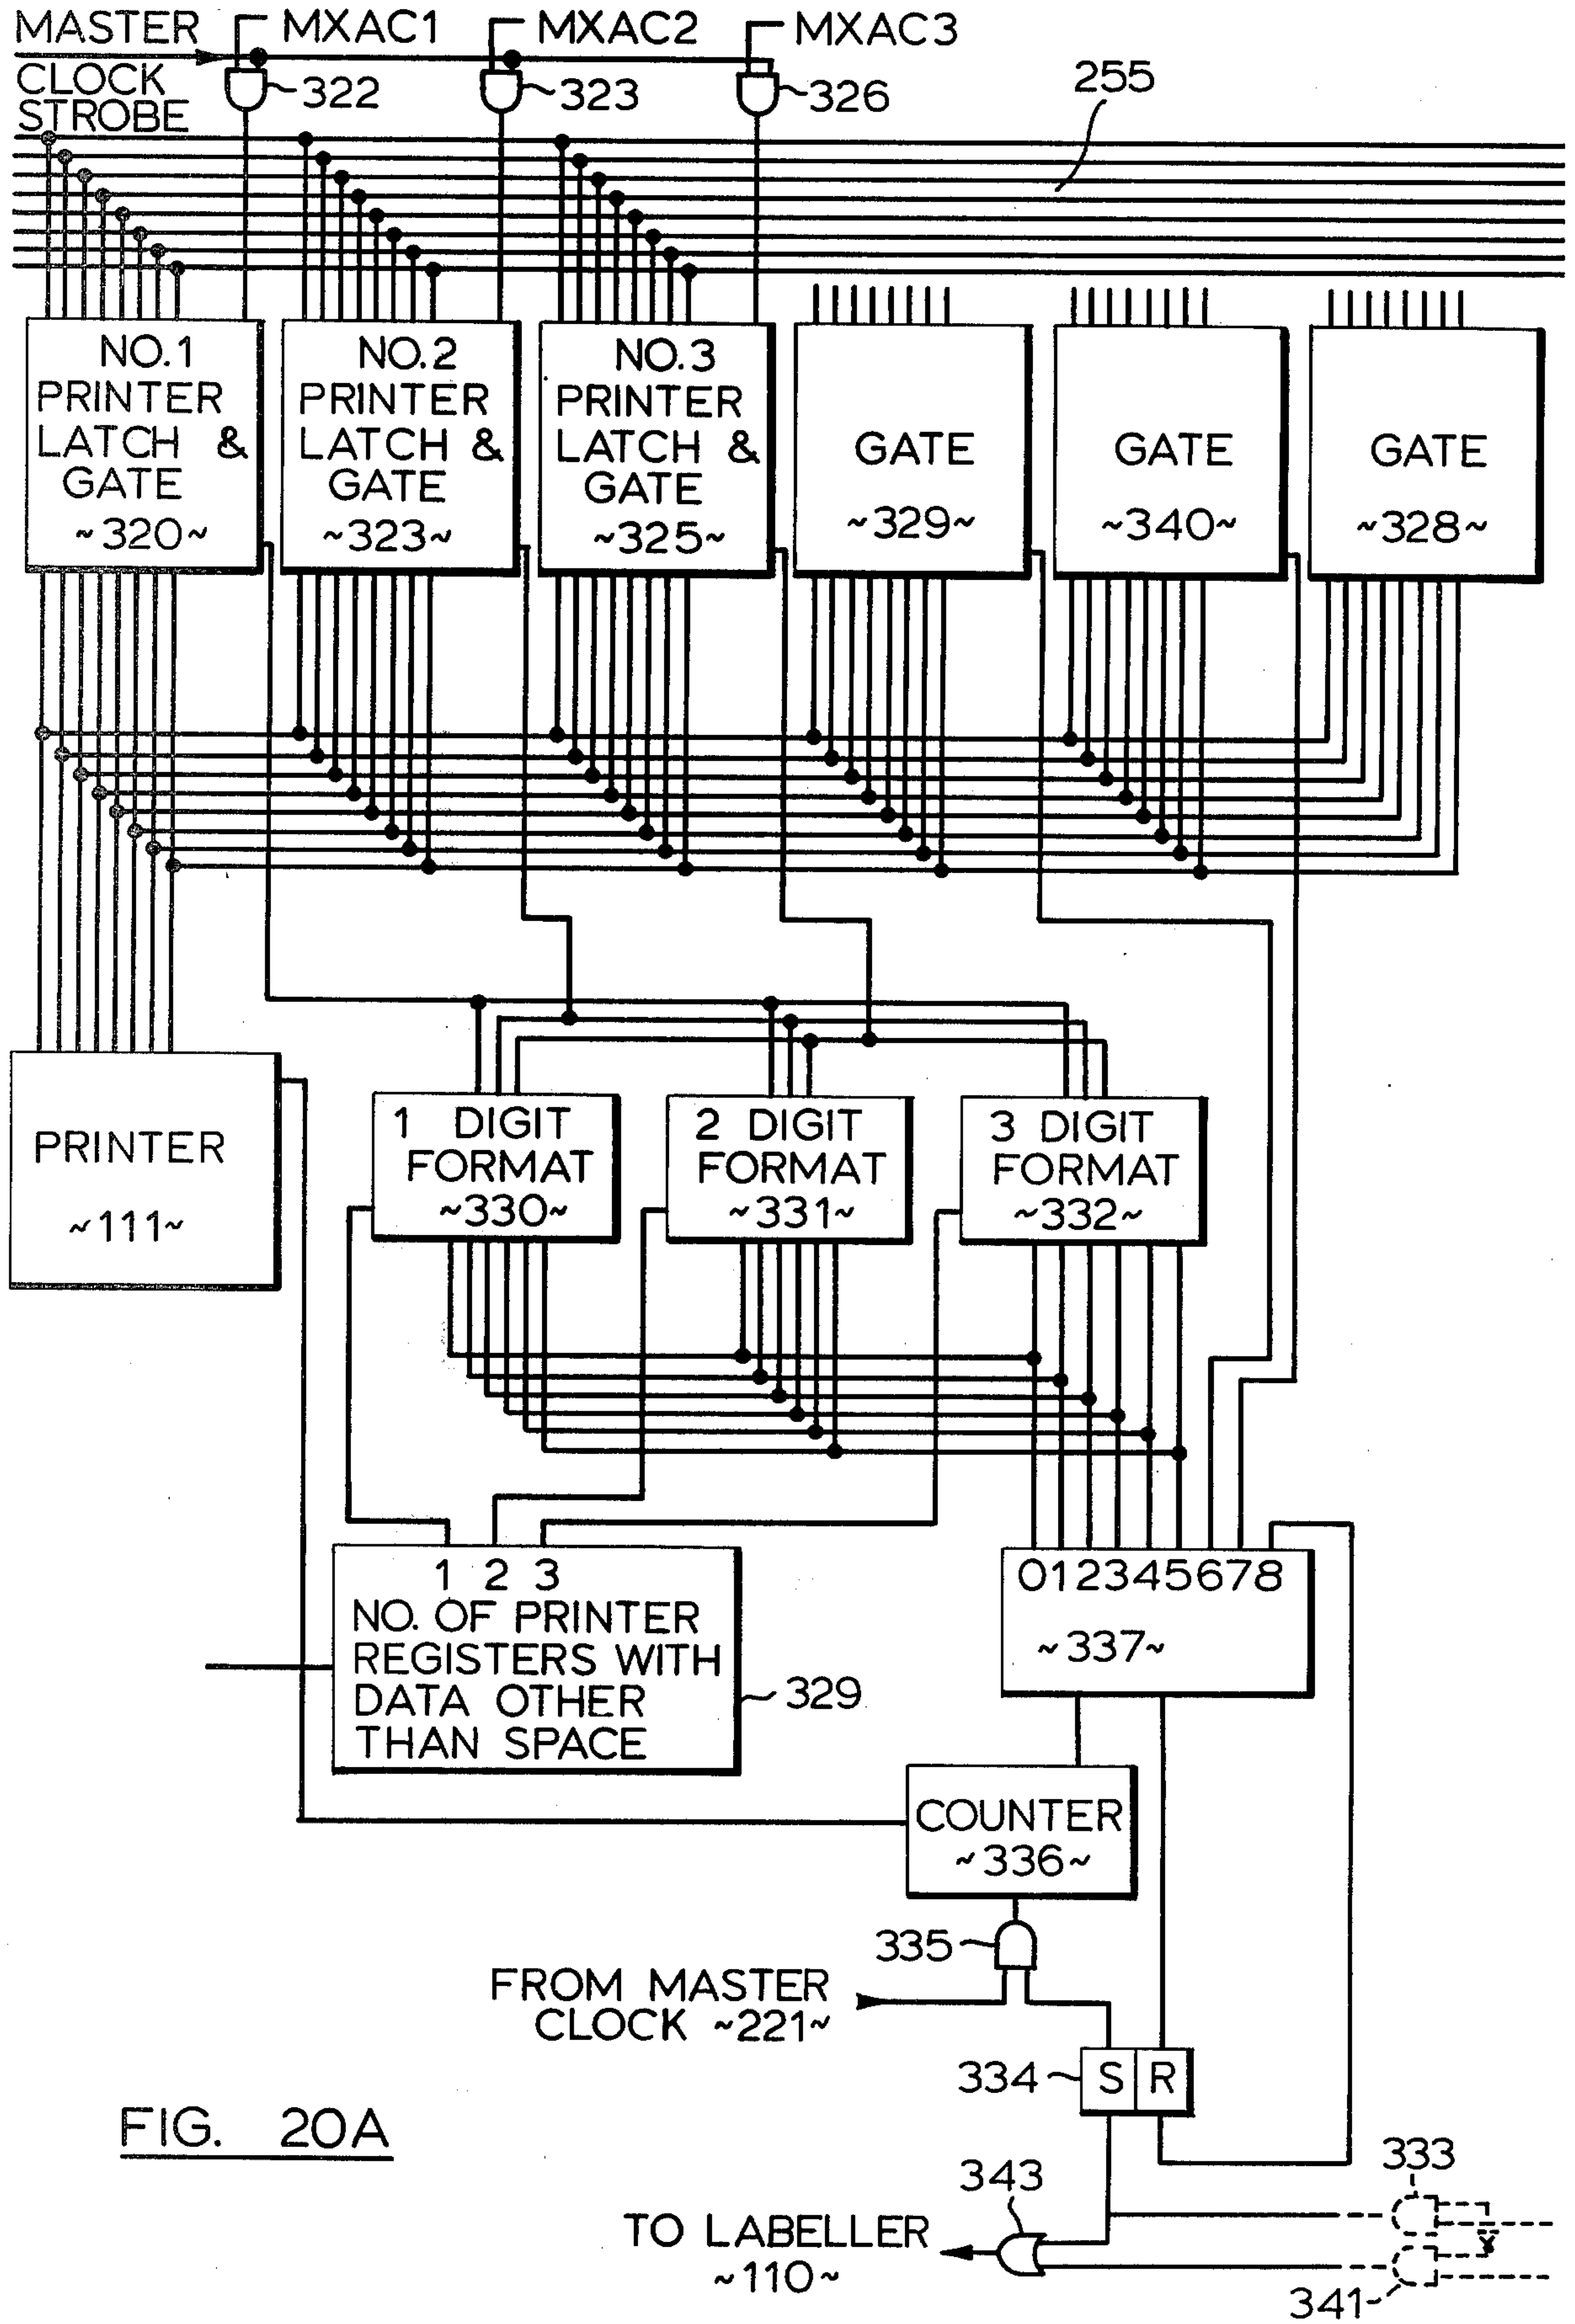 MASTER
CLOCK
STROBE
MXAC1
MXAC2
MXAC3
322
323
326
255
NO.1
PRINTER
LATCH &
GATE
~320~
NO.2
PRINTER
LATCH &
GATE
~323~
NO.3
PRINTER
LATCH &
GATE
~325~
GATE
~329~
GATE
~340~
GATE
~328~
PRINTER
~111~
1 DIGIT
FORMAT
~330~
2 DIGIT
FORMAT
~331~
3 DIGIT
FORMAT
~332~
1 2 3
NO. OF PRINTER
REGISTERS WITH
DATA OTHER
THAN SPACE
329
012345678
~337~
COUNTER
~336~
335
FROM MASTER
CLOCK ~221~
334
S R
FIG. 20A
343
333
TO LABELLER
~110~
341